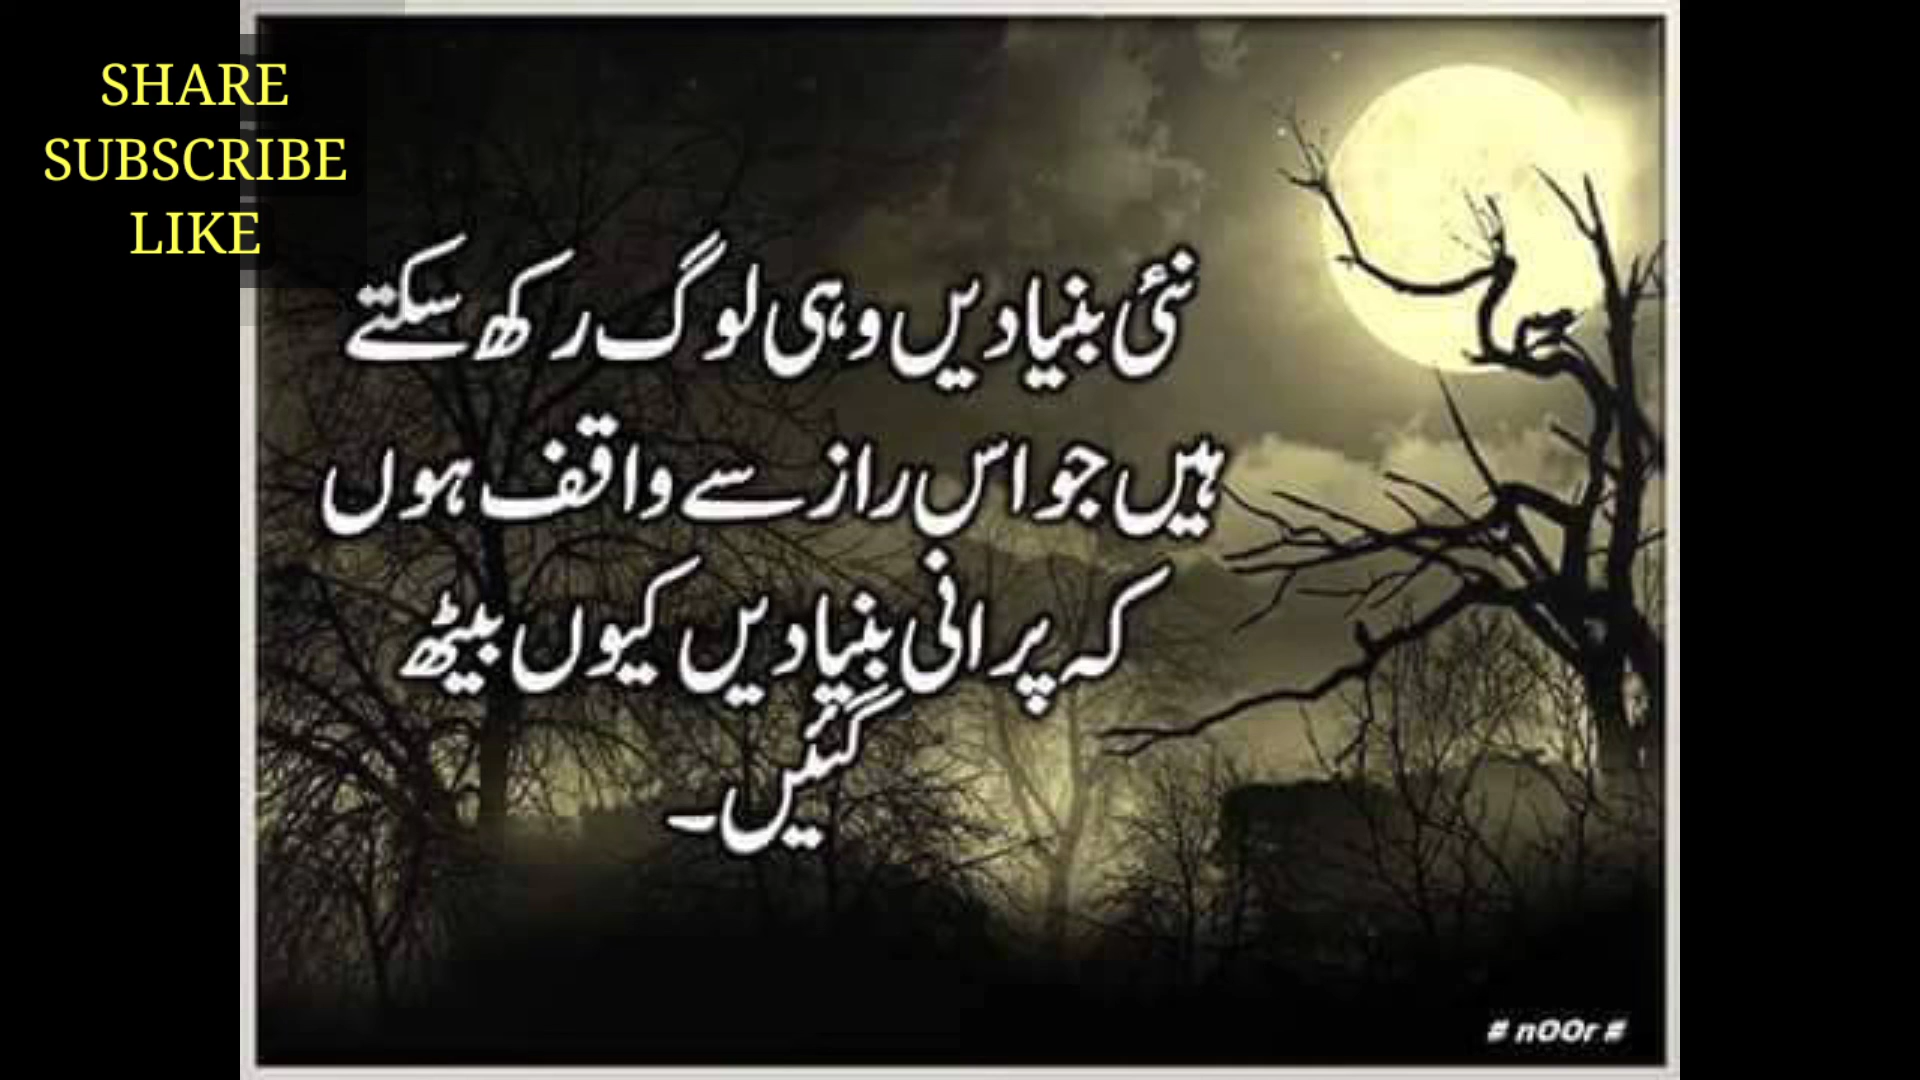 SHARE
SUBSCRIBE
LIKE
نئی بنیادیں وہی لوگ رکھ سکتے
ہیں جو اس راز سے واقف ہوں
کہ پرانی بنیادیں کیوں بیٹھ
گئیں۔
# nOOr #